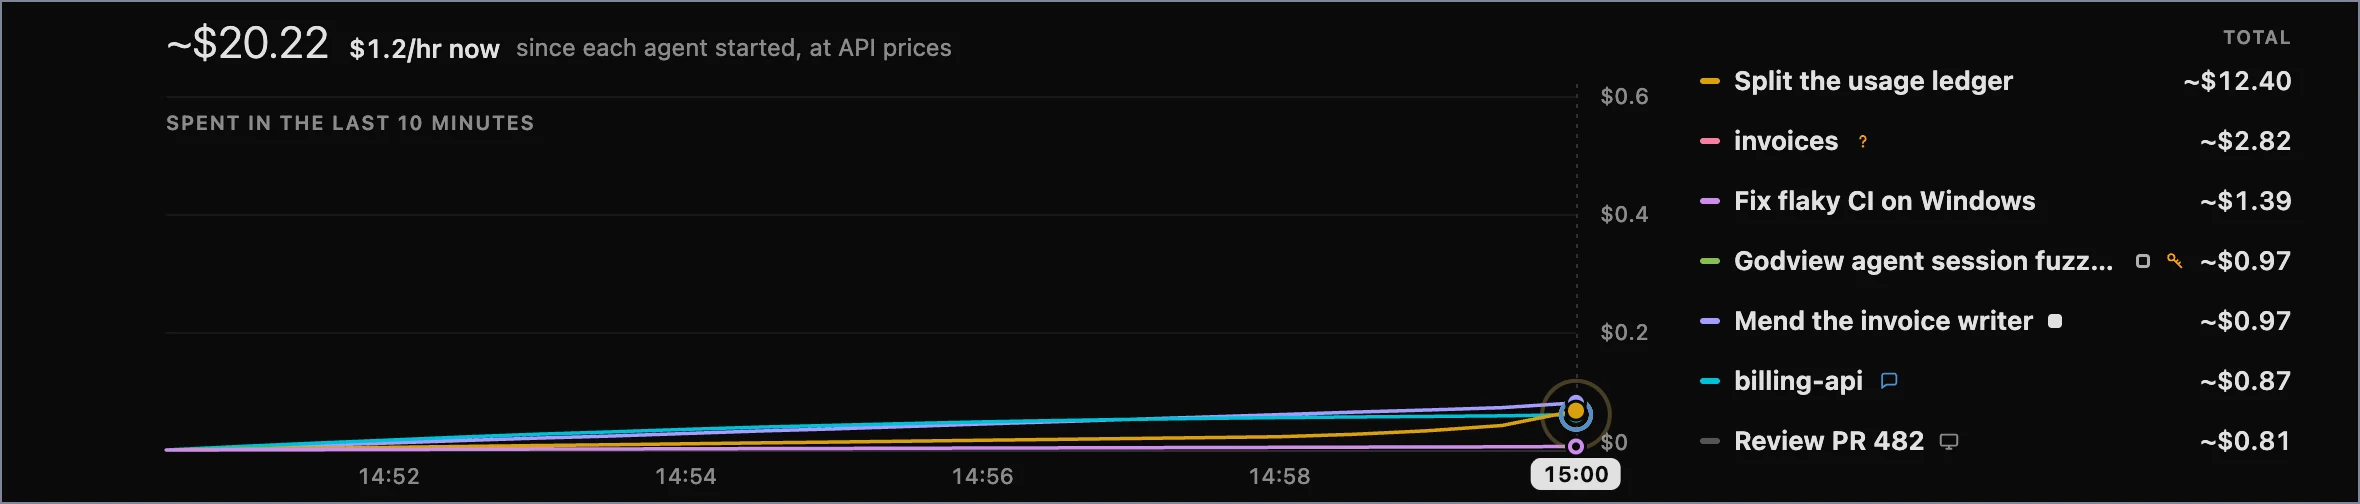 ~$20.22 $1.2/hr now since each agent started, at API prices
SPENT IN THE LAST 10 MINUTES
$0.6
$0.4
$0.2
$0
14:52 14:54 14:56 14:58 15:00
TOTAL
Split the usage ledger ~$12.40
invoices ? ~$2.82
Fix flaky CI on Windows ~$1.39
Godview agent session fuzz... ~$0.97
Mend the invoice writer ~$0.97
billing-api ~$0.87
Review PR 482 ~$0.81